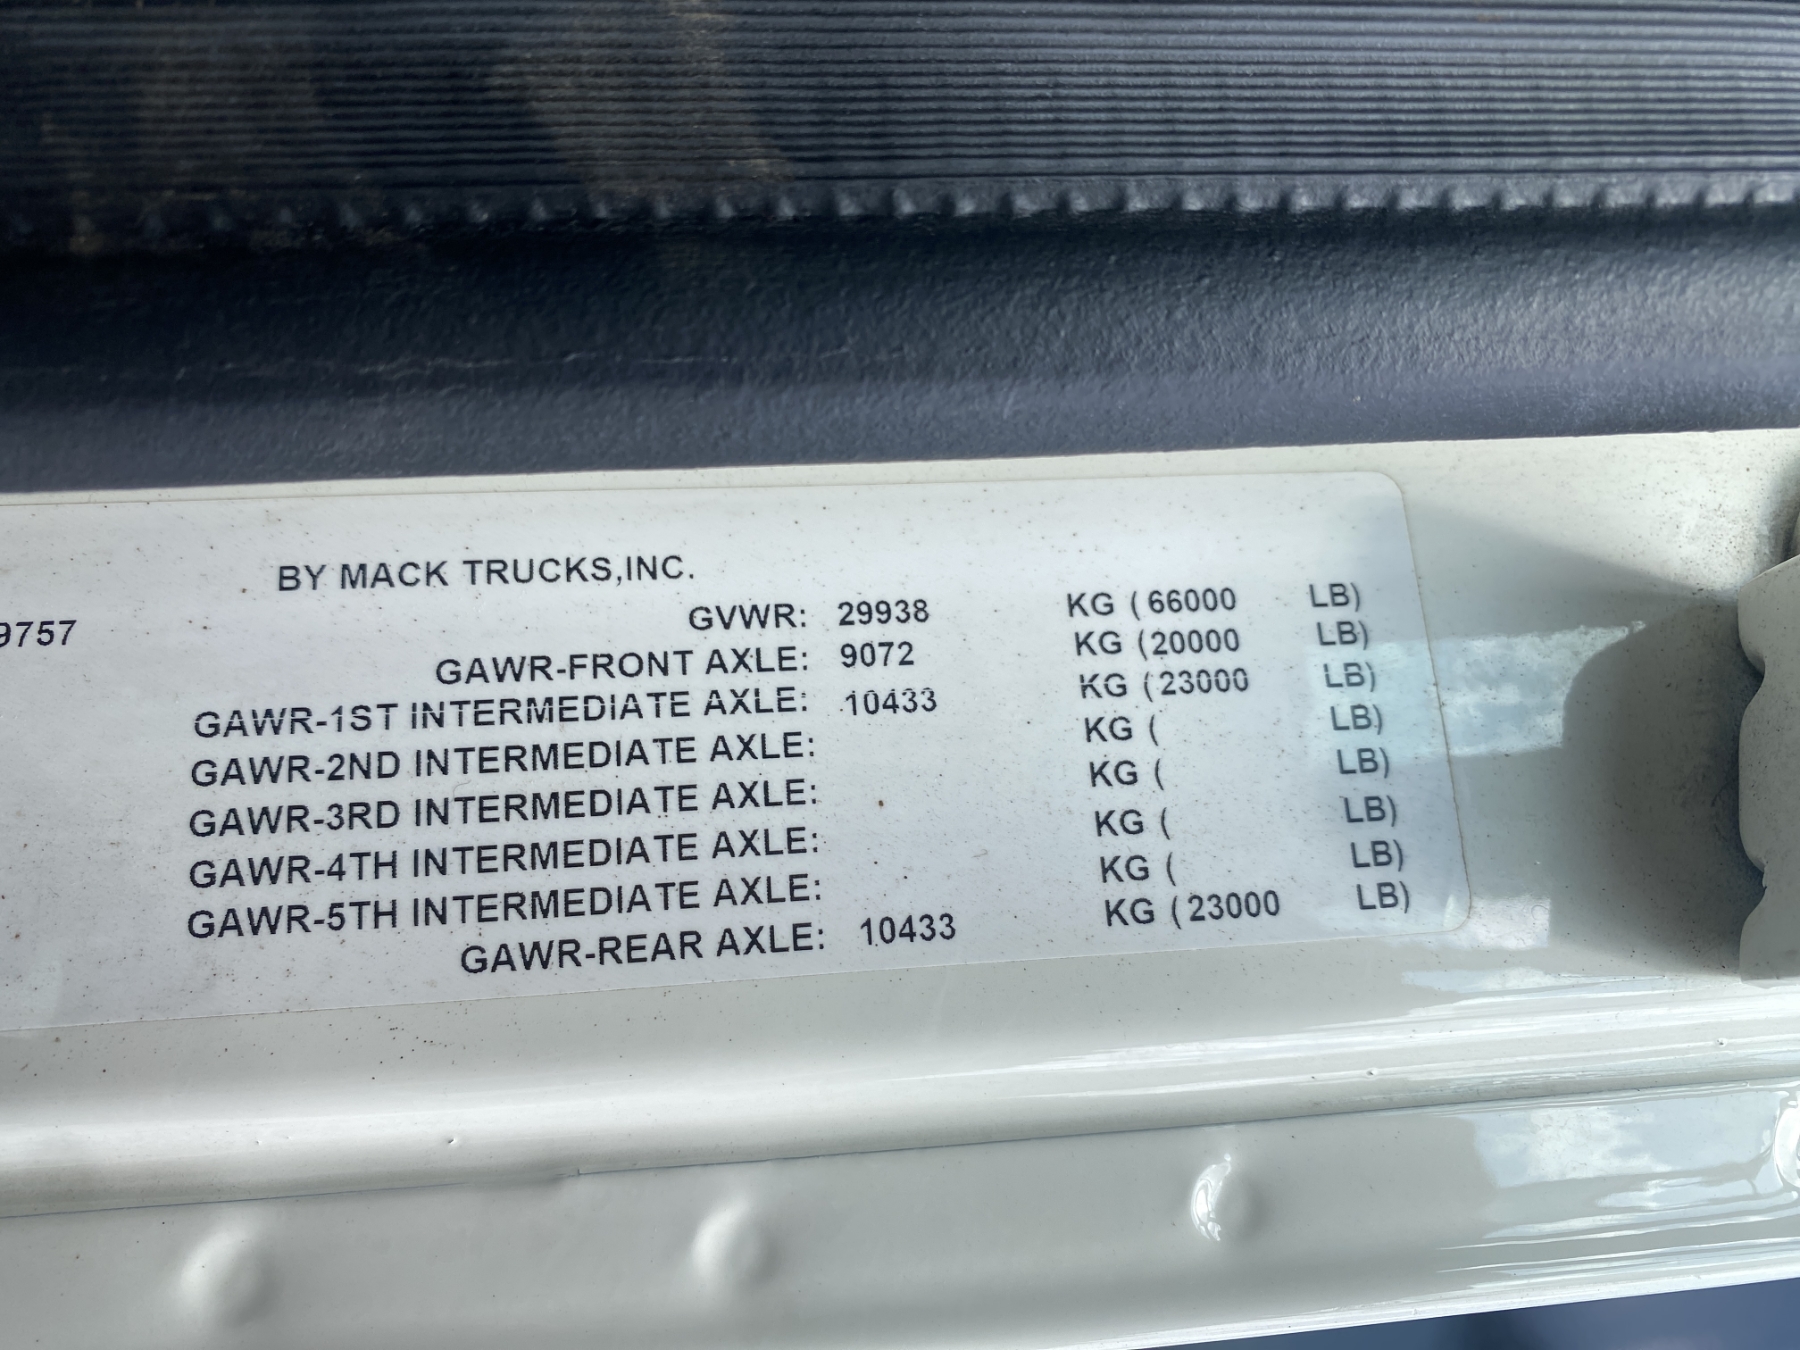 BY MACK TRUCKS,INC.
9757
GVWR: 29938 KG (66000 LB)
GAWR-FRONT AXLE: 9072 KG (20000 LB)
GAWR-1ST INTERMEDIATE AXLE: 10433 KG (23000 LB)
GAWR-2ND INTERMEDIATE AXLE: KG ( LB)
GAWR-3RD INTERMEDIATE AXLE: KG ( LB)
GAWR-4TH INTERMEDIATE AXLE: KG ( LB)
GAWR-5TH INTERMEDIATE AXLE: KG ( LB)
GAWR-REAR AXLE: 10433 KG (23000 LB)